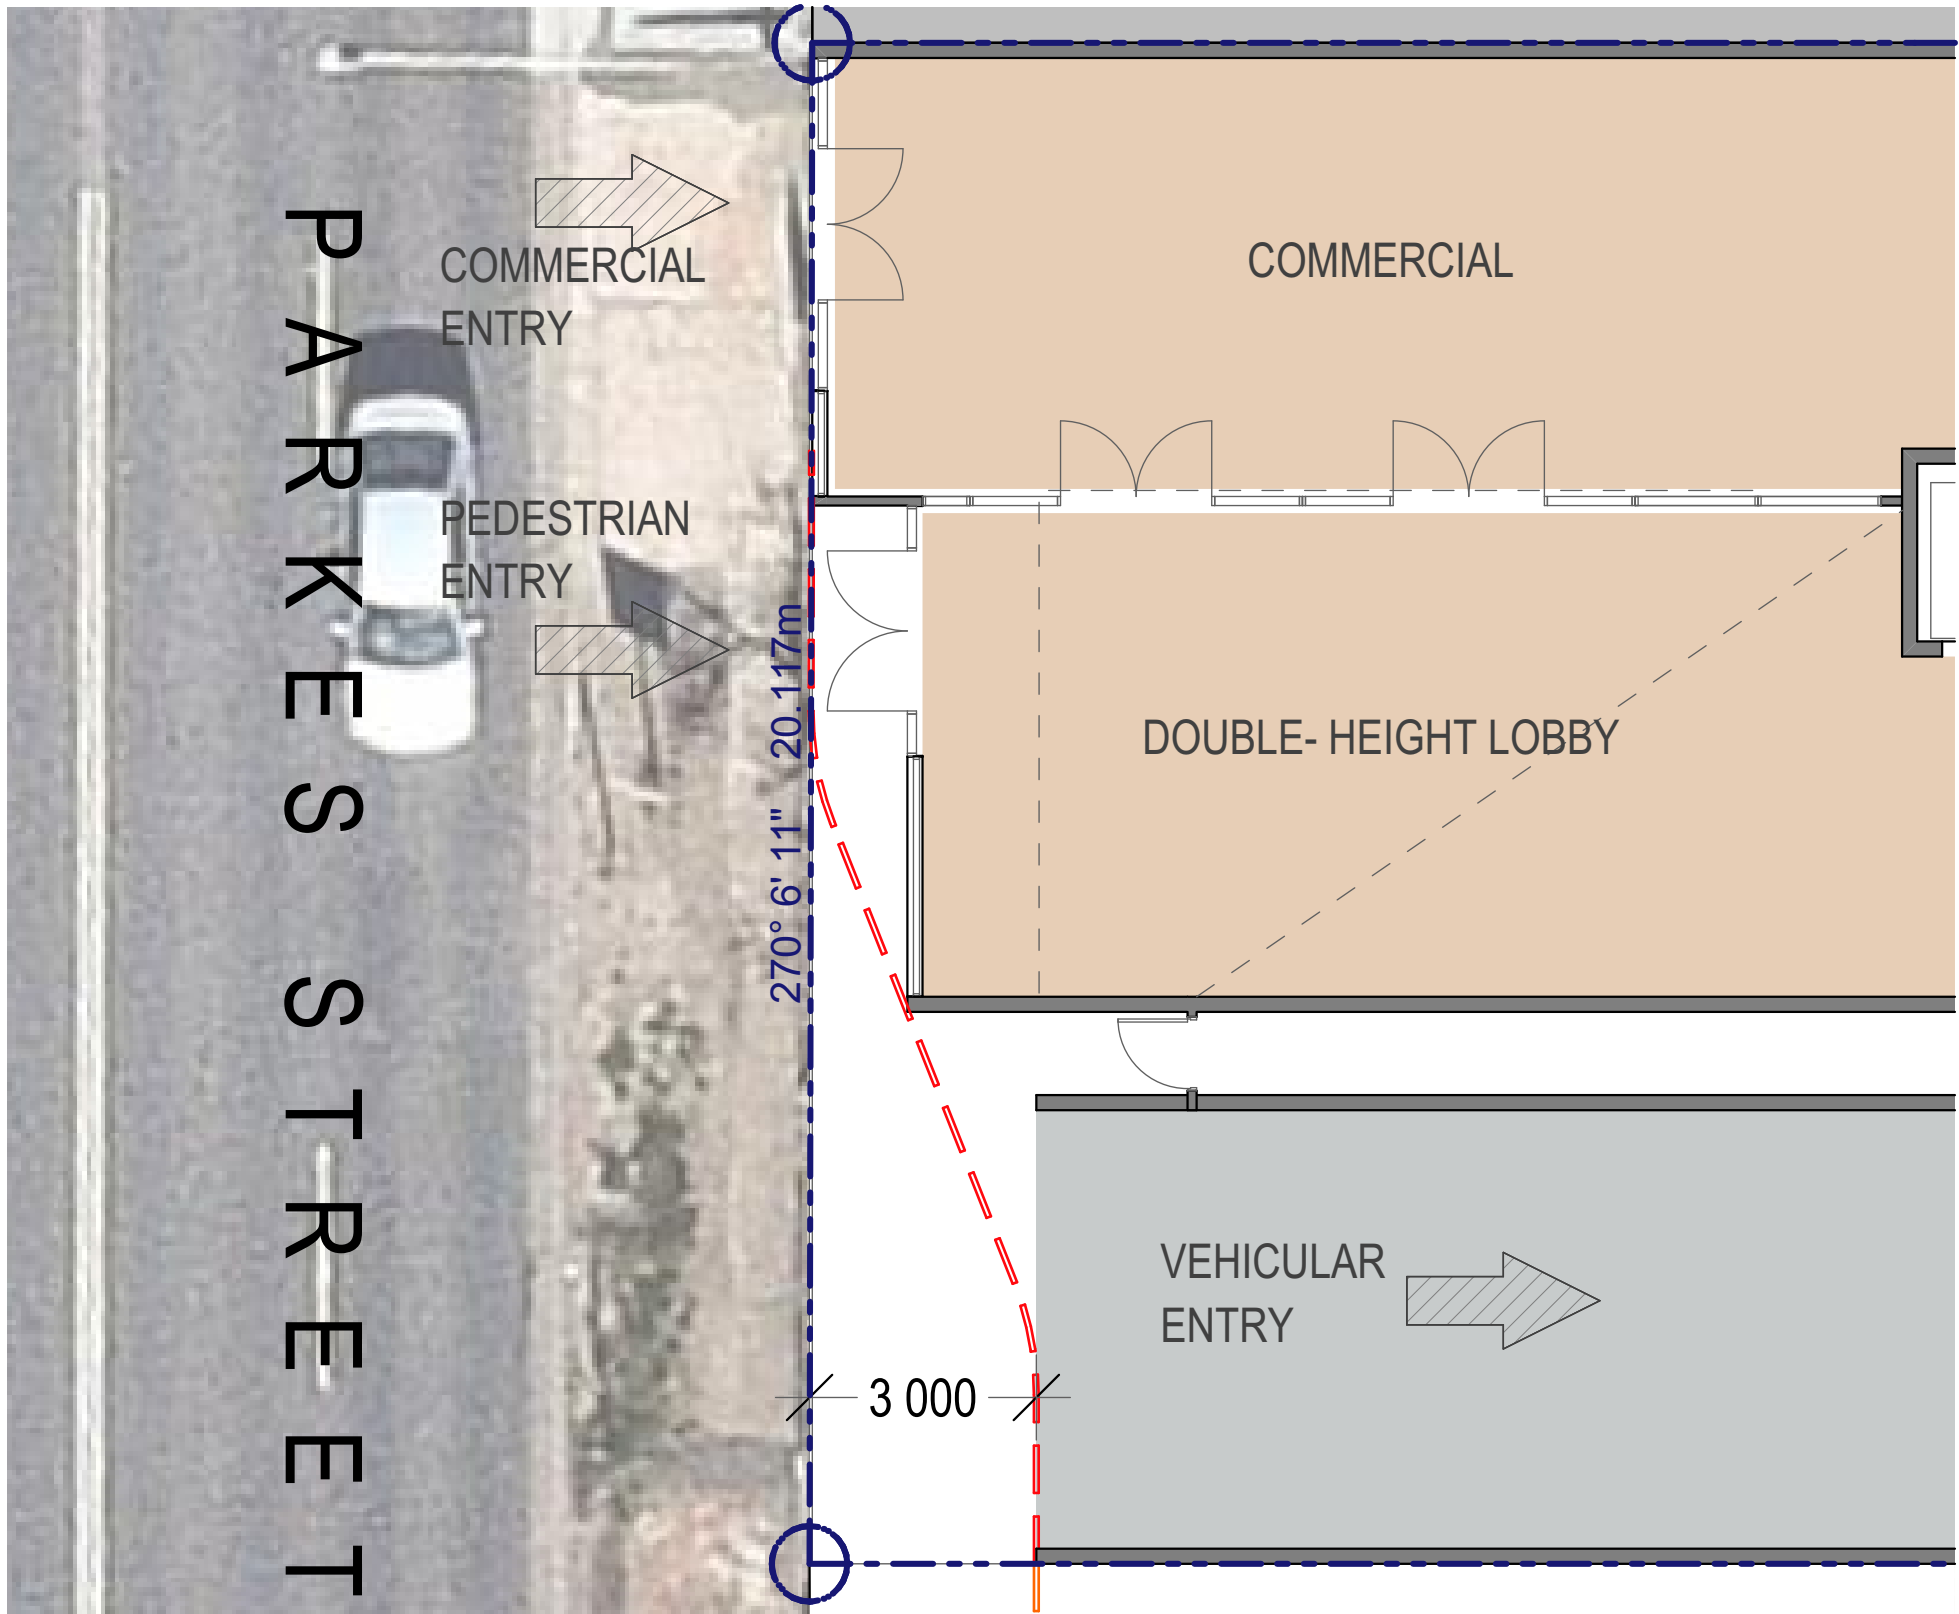 COMMERCIAL
ENTRY
COMMERCIAL
PEDESTRIAN
ENTRY
PARKES STREET
270° 6' 11" 20.117m
DOUBLE- HEIGHT LOBBY
VEHICULAR
ENTRY
3 000